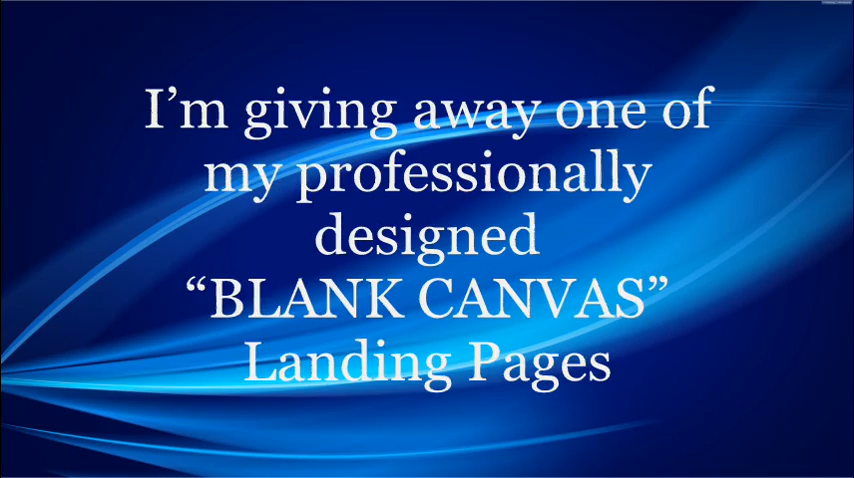 I’m giving away one of
my professionally
designed
“BLANK CANVAS”
Landing Pages